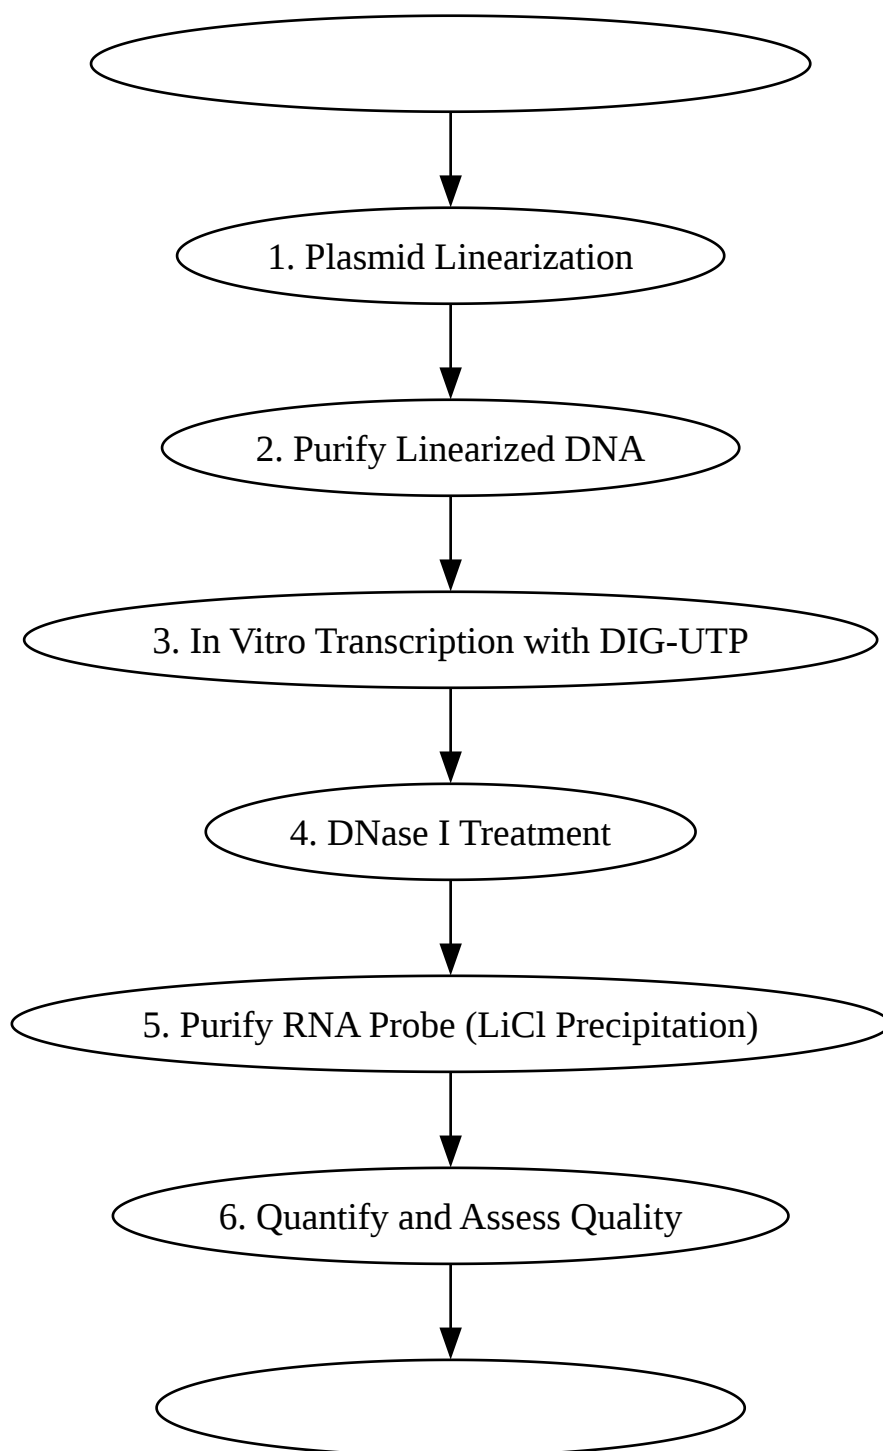 1. Plasmid Linearization
2. Purify Linearized DNA
3. In Vitro Transcription with DIG-UTP
4. DNase I Treatment
5. Purify RNA Probe (LiCl Precipitation)
6. Quantify and Assess Quality